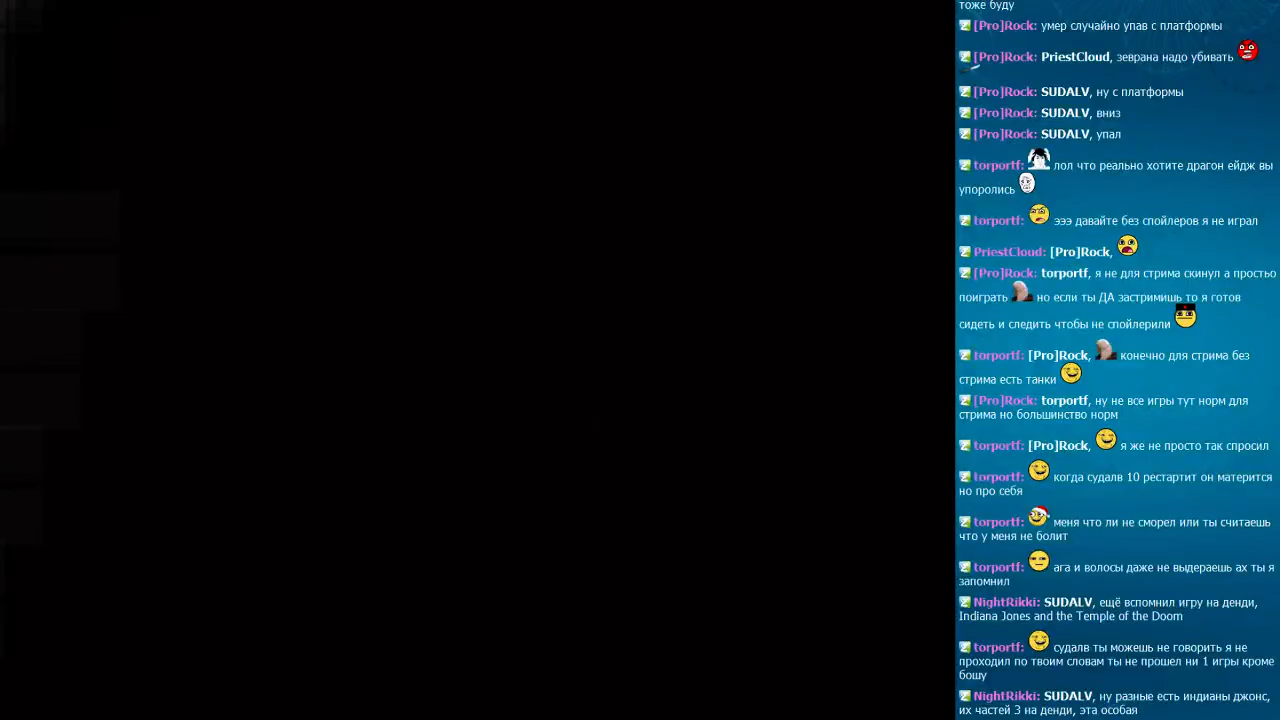 тоже буду
[Pro]Rock: умер случайно упав с платформы
[Pro]Rock: PriestCloud, зеврана надо убивать
[Pro]Rock: SUDALV, ну с платформы
[Pro]Rock: SUDALV, вниз
[Pro]Rock: SUDALV, упал
torportf: лол что реально хотите драгон ейдж вы
упоролись
torportf: эээ давайте без спойлеров я не играл
PriestCloud: [Pro]Rock,
[Pro]Rock: torportf, я не для стрима скинул а простьо
поиграть но если ты ДА застримишь то я готов
сидеть и следить чтобы не спойлерили
torportf: [Pro]Rock, конечно для стрима без
стрима есть танки
[Pro]Rock: torportf, ну не все игры тут норм для
стрима но большинство норм
torportf: [Pro]Rock, я же не просто так спросил
torportf: когда судалв 10 рестартит он матерится
но про себя
torportf: меня что ли не сморел или ты считаешь
что у меня не болит
torportf: ага и волосы даже не выдераешь ах ты я
запомнил
NightRikki: SUDALV, ещё вспомнил игру на денди,
Indiana Jones and the Temple of the Doom
torportf: судалв ты можешь не говорить я не
проходил по твоим словам ты не прошел ни 1 игры кроме
бошу
NightRikki: SUDALV, ну разные есть индианы джонс,
их частей 3 на денди, эта особая